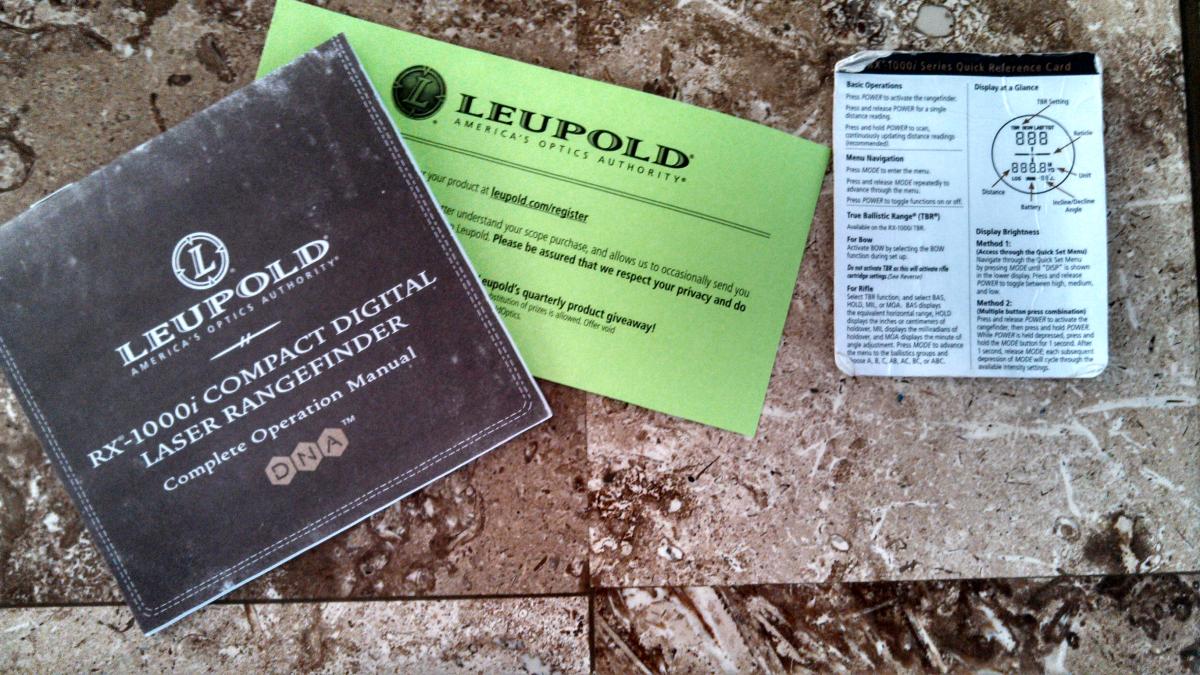 LEUPOLD®
AMERICA'S OPTICS AUTHORITY®
RX®-1000i COMPACT DIGITAL
LASER RANGEFINDER
Complete Operation Manual
DNA™
LEUPOLD®
AMERICA'S OPTICS AUTHORITY®
your product at leupold.com/register
understand your scope purchase, and allows us to occasionally send you
Leupold. Please be assured that we respect your privacy and do
Leupold's quarterly product giveaway!
of prizes is allowed. Offer void
RX®-1000i Series Quick Reference Card
Basic Operations
Press POWER to activate the rangefinder.
Press and release POWER for a single
distance reading.
Press and hold POWER to scan,
continuously updating distance readings
(recommended).
Menu Navigation
Press MODE to enter the menu.
Press and release MODE repeatedly to
advance through the menu.
Press POWER to toggle functions on or off.
True Ballistic Range® (TBR®)
Available on the RX-1000i TBR.
For Bow
Activate BOW by selecting the BOW
function during set up.
Do not activate TBR as this will activate rifle
cartridge settings (See Reverse)
For Rifle
Select TBR function, and select BAS,
HOLD, MIL, or MOA. BAS displays
the equivalent horizontal range, HOLD
displays the inches or centimeters of
holdover, MIL displays the milliradians of
holdover, and MOA displays the minute of
angle adjustment. Press MODE to advance
the menu to the ballistics groups and
choose A, B, C, AB, AC, BC, or ABC.
Display at a Glance
TBR Setting
TBR BOW LAST TGT
888
Reticle
888.8
LOS
Unit
Distance
Battery
Incline/Decline
Angle
Display Brightness
Method 1:
(Access through the Quick Set Menu)
Navigate through the Quick Set Menu
by pressing MODE until "DISP" is shown
in the lower display. Press and release
POWER to toggle between high, medium,
and low.
Method 2:
(Multiple button press combination)
Press and release POWER to activate the
rangefinder, then press and hold POWER.
While POWER is held depressed, press and
hold the MODE button for 1 second. After
1 second, release MODE; each subsequent
depression of MODE will cycle through the
available intensity settings.